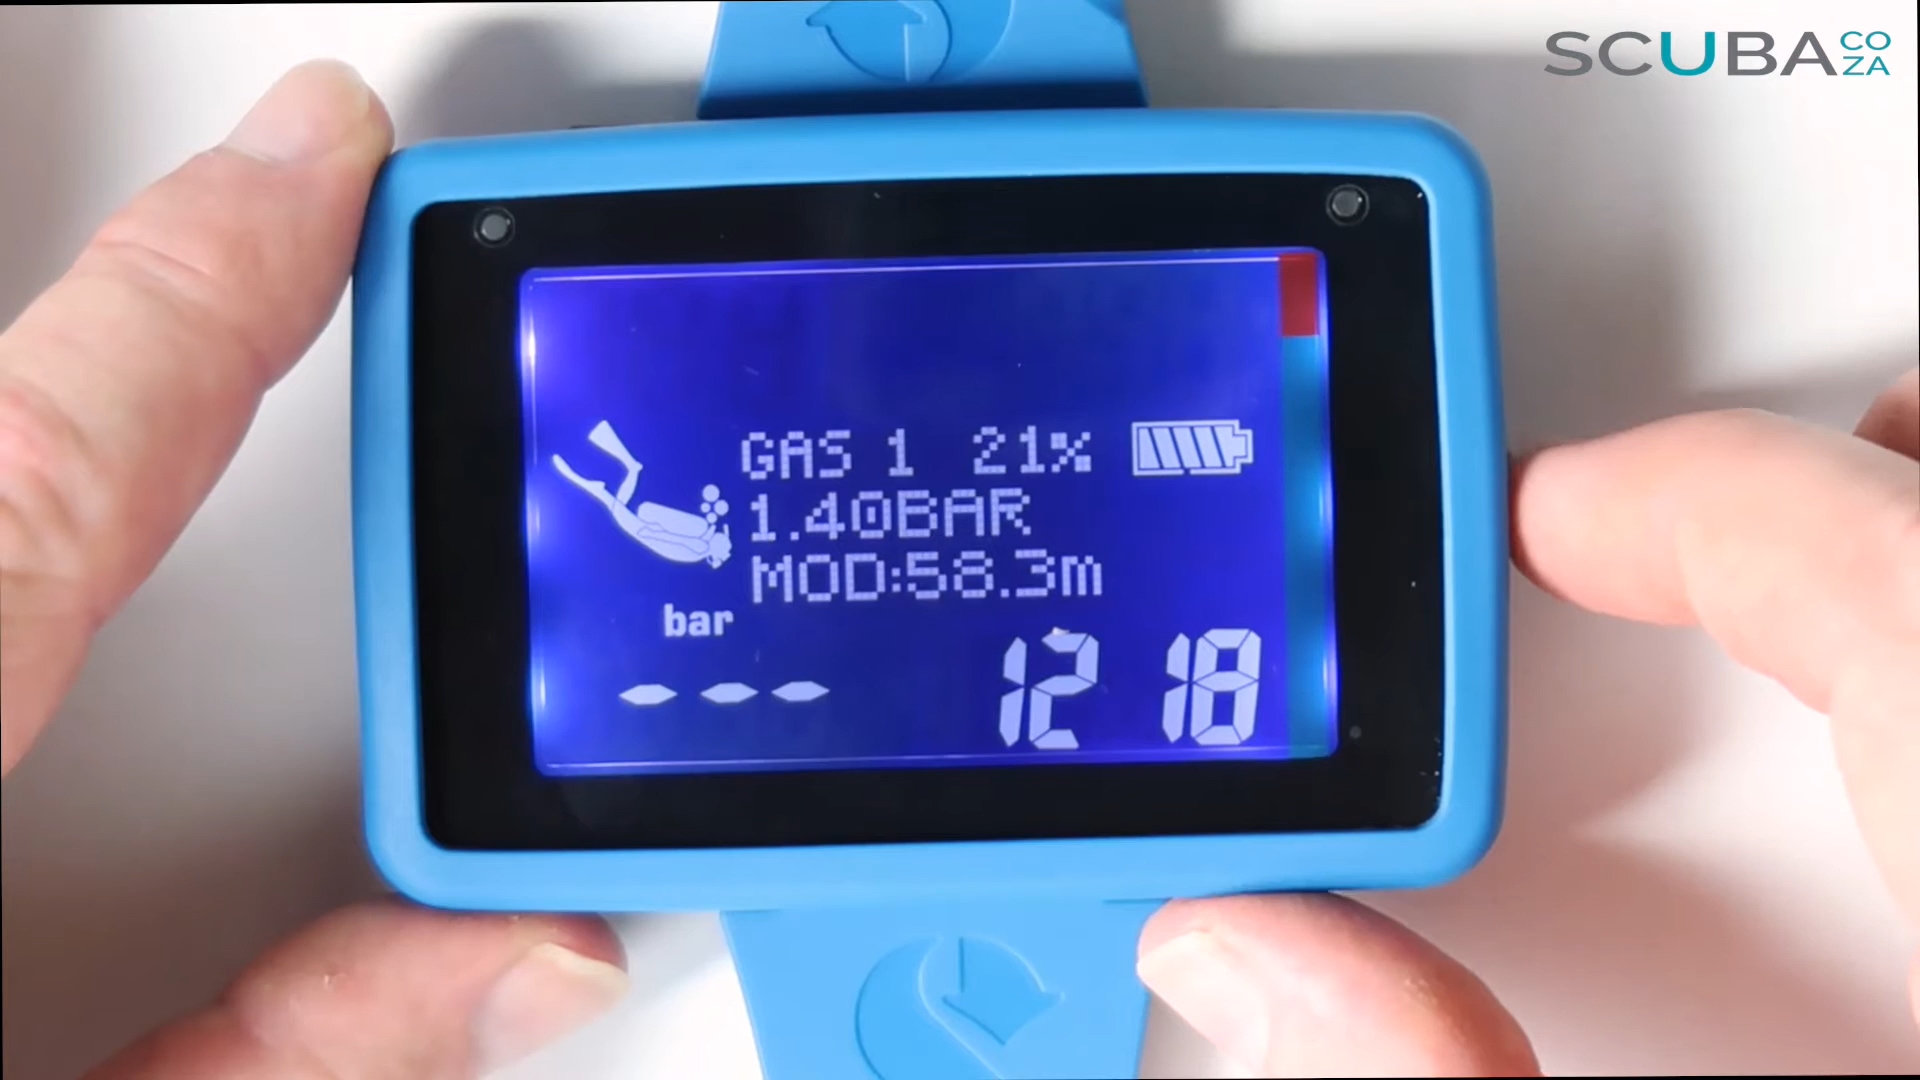 SCUBA CO ZA
GAS 1 21%
1.40BAR
MOD:58.3m
bar
- - - 12 18